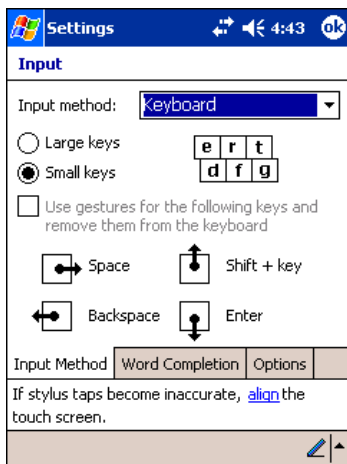 Settings 4:43 ok
Input
Input method: Keyboard
Large keys
Small keys
e r t
d f g
Use gestures for the following keys and
remove them from the keyboard
Space Shift + key
Backspace Enter
Input Method Word Completion Options
If stylus taps become inaccurate, align the
touch screen.